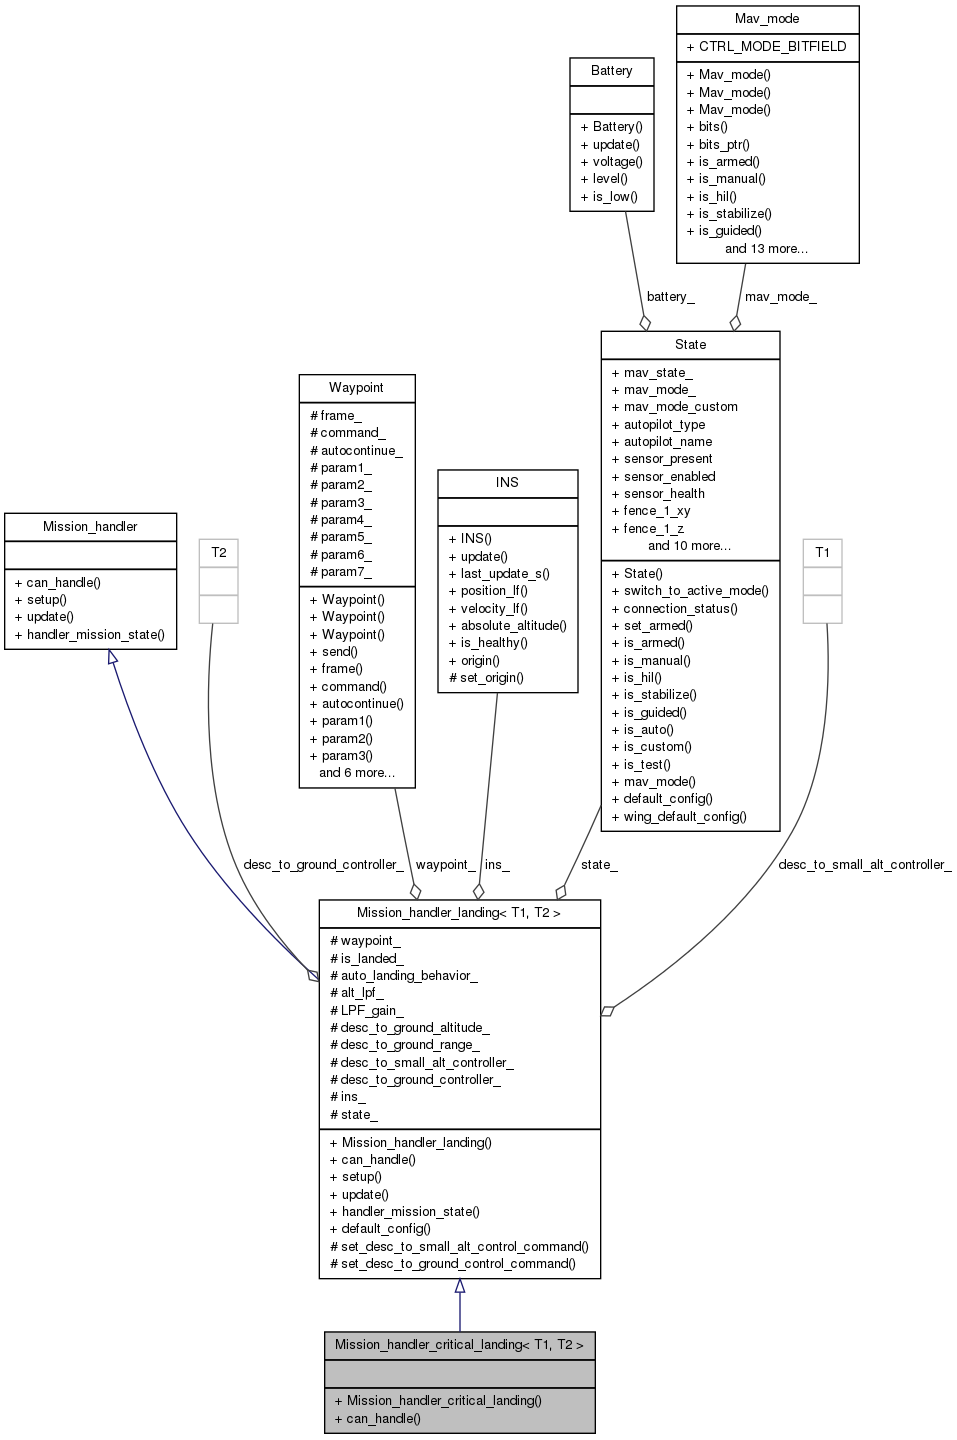 Mav_mode
+ CTRL_MODE_BITFIELD
+ Mav_mode()
+ Mav_mode()
+ Mav_mode()
+ bits()
+ bits_ptr()
+ is_armed()
+ is_manual()
+ is_hil()
+ is_stabilize()
+ is_guided()
and 13 more...
Battery
+ Battery()
+ update()
+ voltage()
+ level()
+ is_low()
battery_
mav_mode_
State
+ mav_state_
+ mav_mode_
+ mav_mode_custom
+ autopilot_type
+ autopilot_name
+ sensor_present
+ sensor_enabled
+ sensor_health
+ fence_1_xy
+ fence_1_z
and 10 more...
+ State()
+ switch_to_active_mode()
+ connection_status()
+ set_armed()
+ is_armed()
+ is_manual()
+ is_hil()
+ is_stabilize()
+ is_guided()
+ is_auto()
+ is_custom()
+ is_test()
+ mav_mode()
+ default_config()
+ wing_default_config()
Waypoint
# frame_
# command_
# autocontinue_
# param1_
# param2_
# param3_
# param4_
# param5_
# param6_
# param7_
+ Waypoint()
+ Waypoint()
+ Waypoint()
+ send()
+ frame()
+ command()
+ autocontinue()
+ param1()
+ param2()
+ param3()
and 6 more...
INS
+ INS()
+ update()
+ last_update_s()
+ position_lf()
+ velocity_lf()
+ absolute_altitude()
+ is_healthy()
+ origin()
# set_origin()
Mission_handler
+ can_handle()
+ setup()
+ update()
+ handler_mission_state()
T2
T1
desc_to_ground_controller_
waypoint_
ins_
state_
desc_to_small_alt_controller_
Mission_handler_landing< T1, T2 >
# waypoint_
# is_landed_
# auto_landing_behavior_
# alt_lpf_
# LPF_gain_
# desc_to_ground_altitude_
# desc_to_ground_range_
# desc_to_small_alt_controller_
# desc_to_ground_controller_
# ins_
# state_
+ Mission_handler_landing()
+ can_handle()
+ setup()
+ update()
+ handler_mission_state()
+ default_config()
# set_desc_to_small_alt_control_command()
# set_desc_to_ground_control_command()
Mission_handler_critical_landing< T1, T2 >
+ Mission_handler_critical_landing()
+ can_handle()